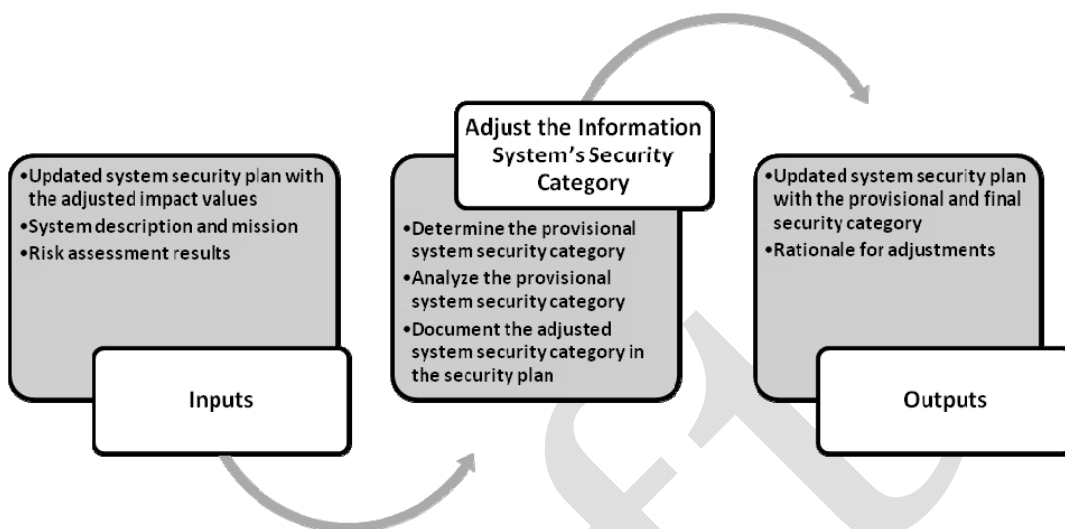 •Updated system security plan with
the adjusted impact values
•System description and mission
•Risk assessment results
Inputs
Adjust the Information
System's Security
Category
•Determine the provisional
system security category
•Analyze the provisional
system security category
•Document the adjusted
system security category in
the security plan
•Updated system security plan
with the provisional and final
security category
•Rationale for adjustments
Outputs